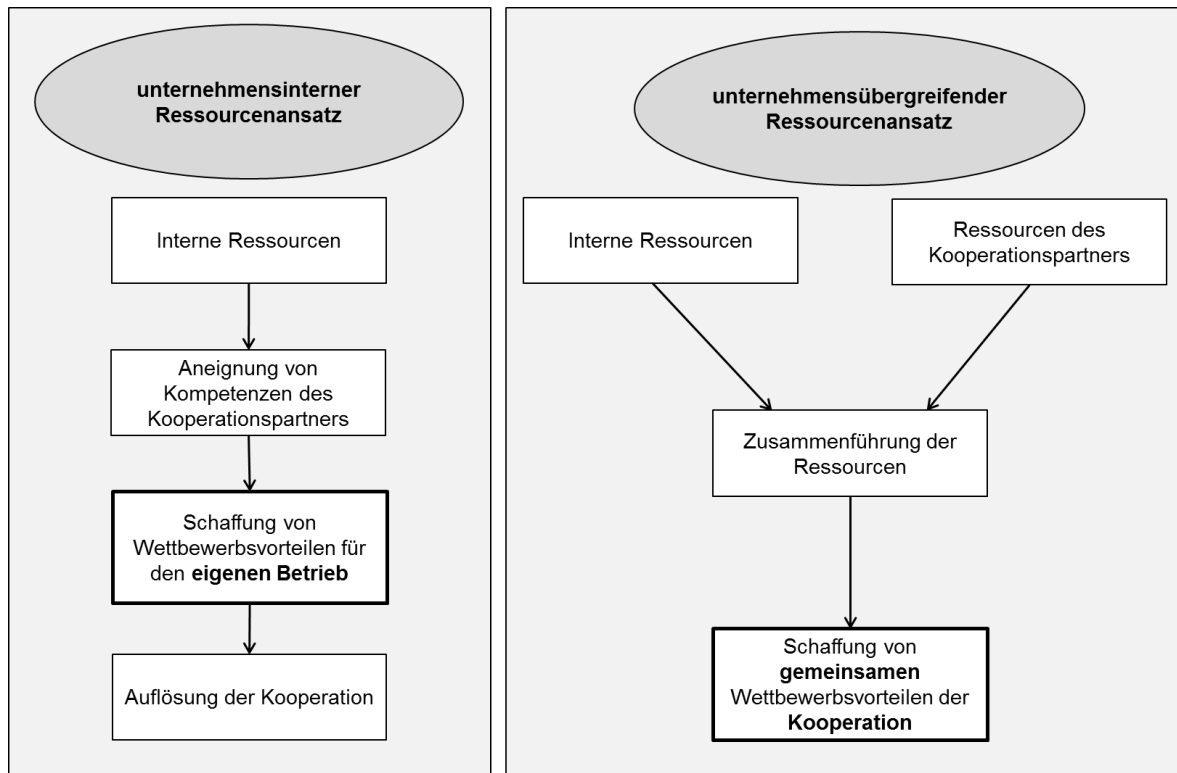 unternehmensinterner
Ressourcenansatz
Interne Ressourcen
Aneignung von
Kompetenzen des
Kooperationspartners
Schaffung von
Wettbewerbsvorteilen für
den eigenen Betrieb
Auflösung der Kooperation
unternehmensübergreifender
Ressourcenansatz
Interne Ressourcen
Ressourcen des
Kooperationspartners
Zusammenführung der
Ressourcen
Schaffung von
gemeinsamen
Wettbewerbsvorteilen der
Kooperation